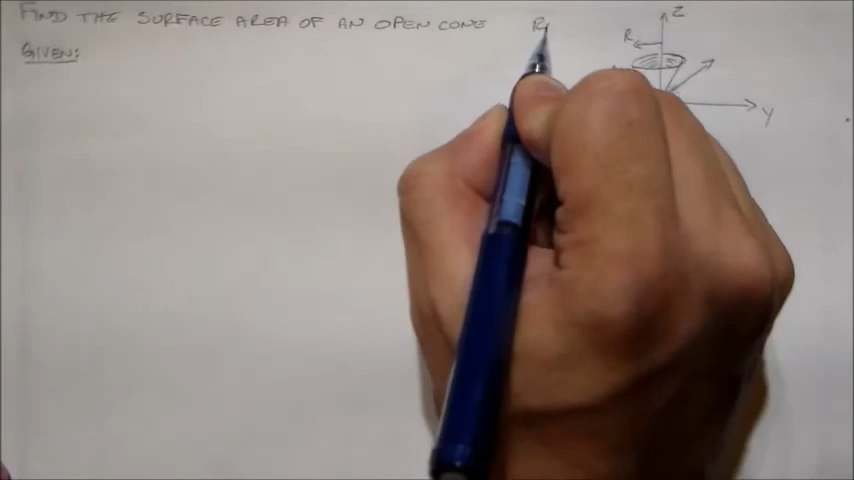 FIND THE SURFACE AREA OF AN OPEN CONE
R
Z
R
GIVEN:
Y